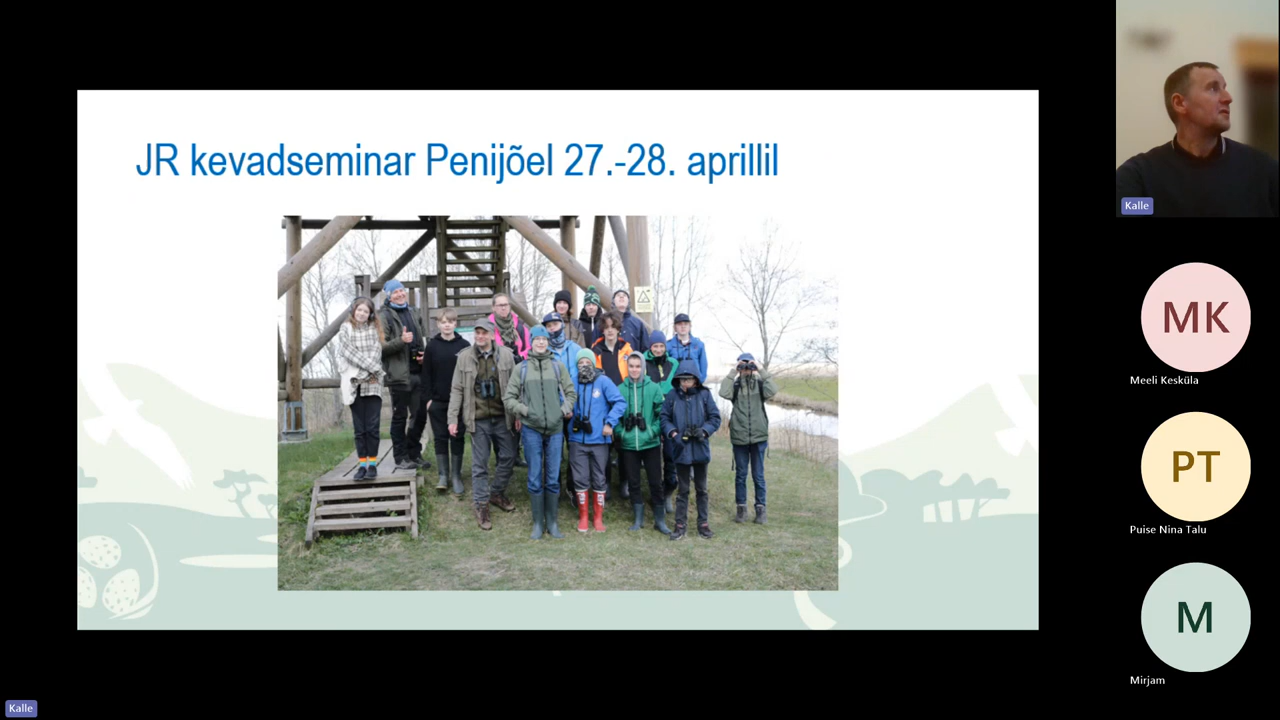 JR kevadseminar Penijõel 27.-28. aprillil
Kalle
MK
Meeli Kesküla
PT
Puise Nina Talu
M
Mirjam
Kalle